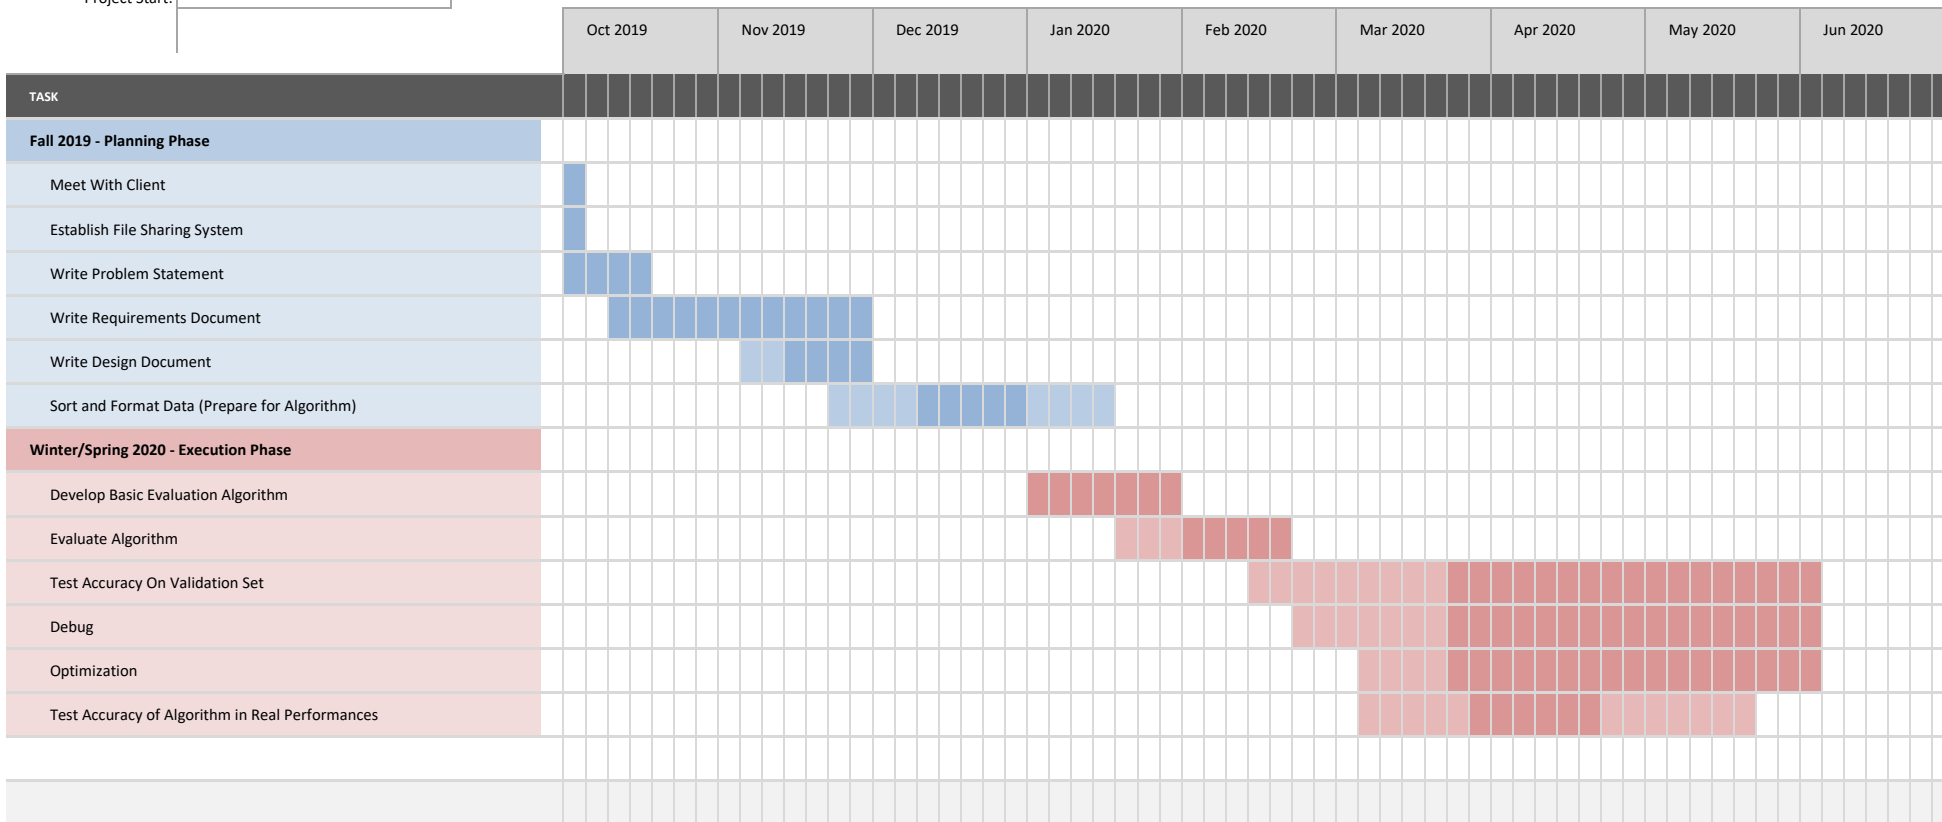 Project Start:
Oct 2019 Nov 2019 Dec 2019 Jan 2020 Feb 2020 Mar 2020 Apr 2020 May 2020 Jun 2020
TASK
Fall 2019 - Planning Phase
Meet With Client
Establish File Sharing System
Write Problem Statement
Write Requirements Document
Write Design Document
Sort and Format Data (Prepare for Algorithm)
Winter/Spring 2020 - Execution Phase
Develop Basic Evaluation Algorithm
Evaluate Algorithm
Test Accuracy On Validation Set
Debug
Optimization
Test Accuracy of Algorithm in Real Performances